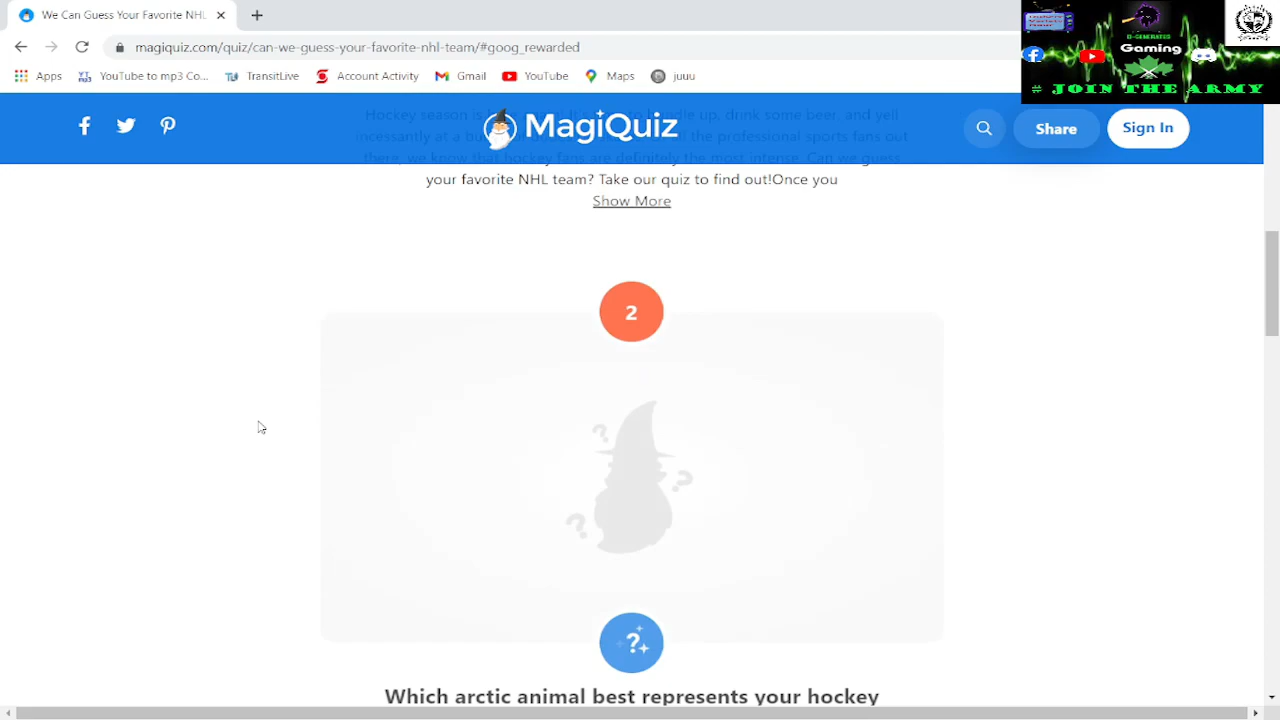 We Can Guess Your Favorite NHL
magiquiz.com/quiz/can-we-guess-your-favorite-nhl-team/#goog_rewarded
Apps
YouTube to mp3 Co...
TransitLive
Account Activity
Gmail
YouTube
Maps
juuu
Gaming
# JOIN THE ARMY
MagiQuiz
Share
Sign In
Hockey season is
die up, drink some beer, and yell
incessantly at a
the professional sports fans out
there, we know that hockey fans are definitely the most intense. Can we guess
your favorite NHL team? Take our quiz to find out!Once you
Show More
2
Which arctic animal best represents your hockey